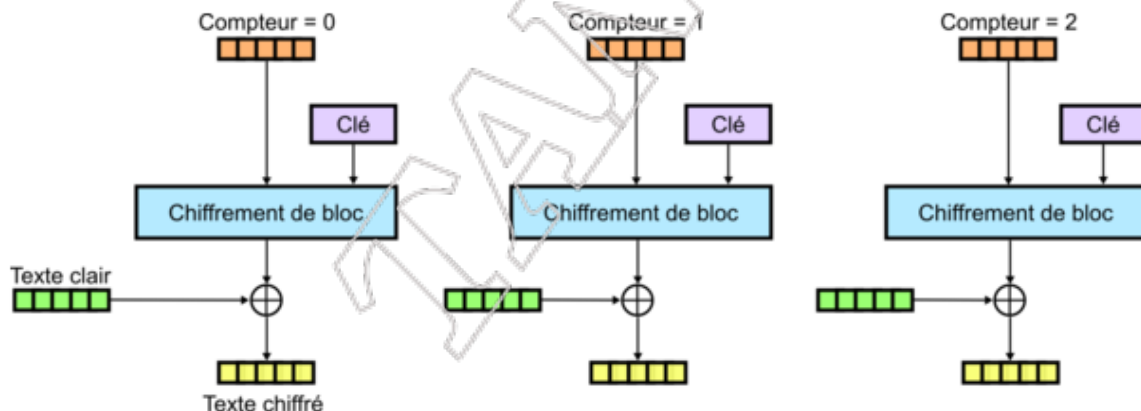 Compteur = 0
Compteur = 1
Compteur = 2
Clé
Clé
Clé
Chiffrement de bloc
Chiffrement de bloc
Chiffrement de bloc
Texte clair
Texte chiffré